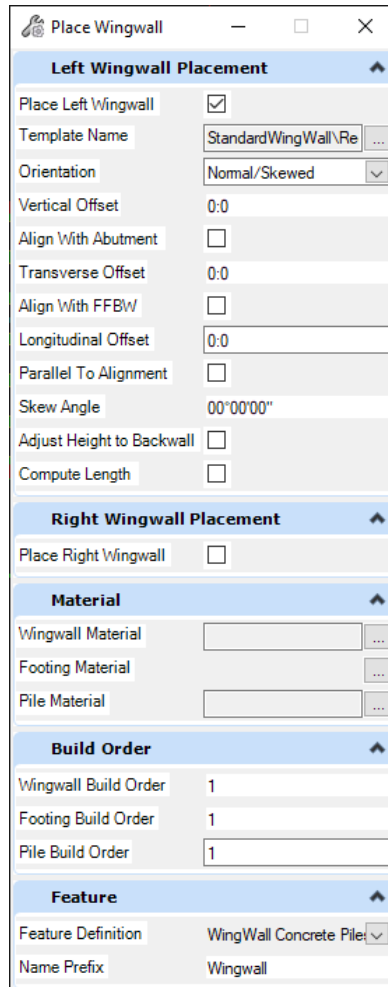 Place Wingwall
Left Wingwall Placement
Place Left Wingwall
Template Name StandardWingWall\Re ...
Orientation Normal/Skewed
Vertical Offset 0:0
Align With Abutment
Transverse Offset 0:0
Align With FFBW
Longitudinal Offset 0:0
Parallel To Alignment
Skew Angle 00°00'00"
Adjust Height to Backwall
Compute Length
Right Wingwall Placement
Place Right Wingwall
Material
Wingwall Material ...
Footing Material ...
Pile Material ...
Build Order
Wingwall Build Order 1
Footing Build Order 1
Pile Build Order 1
Feature
Feature Definition WingWall Concrete Piles
Name Prefix Wingwall